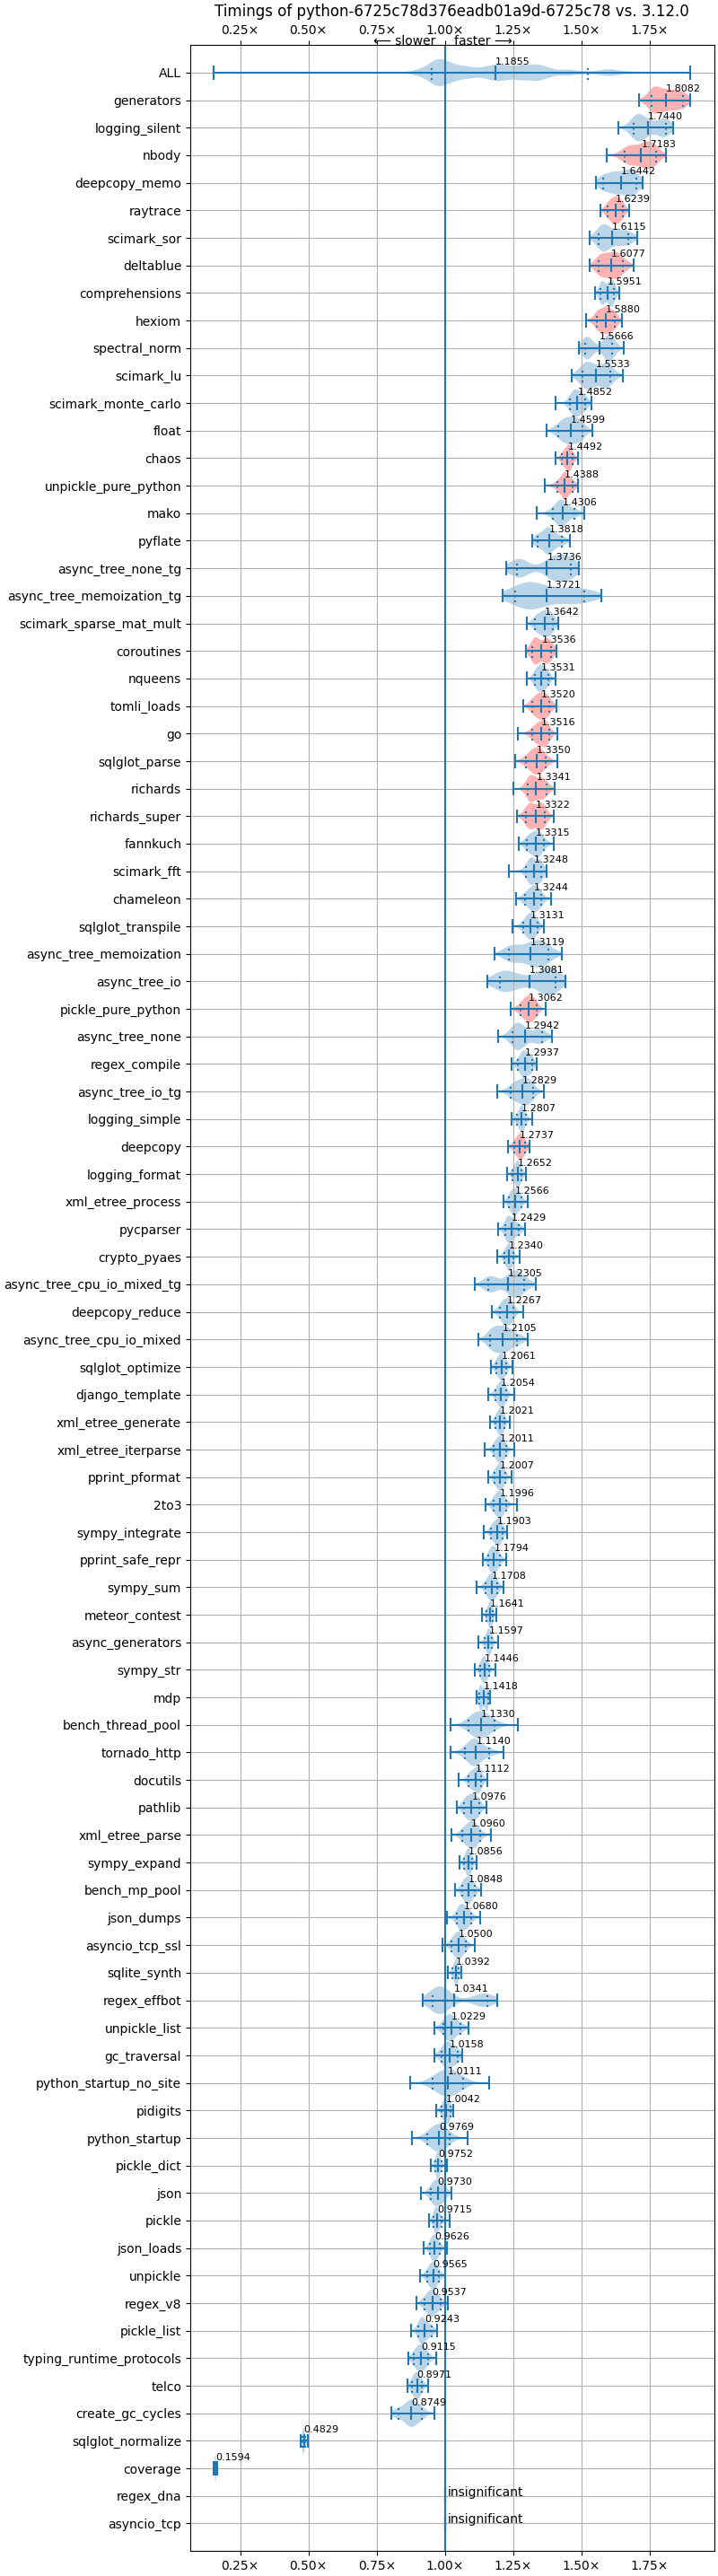 Timings of python-6725c78d376eadb01a9d-6725c78 vs. 3.12.0
0.25× 0.50× 0.75× 1.00× 1.25× 1.50× 1.75×
⟵ slower faster ⟶
ALL 1.1855
generators 1.8082
logging_silent 1.7440
nbody 1.7183
deepcopy_memo 1.6442
raytrace 1.6239
scimark_sor 1.6115
deltablue 1.6077
comprehensions 1.5951
hexiom 1.5880
spectral_norm 1.5666
scimark_lu 1.5533
scimark_monte_carlo 1.4852
float 1.4599
chaos 1.4492
unpickle_pure_python 1.4388
mako 1.4306
pyflate 1.3818
async_tree_none_tg 1.3736
async_tree_memoization_tg 1.3721
scimark_sparse_mat_mult 1.3642
coroutines 1.3536
nqueens 1.3531
tomli_loads 1.3520
go 1.3516
sqlglot_parse 1.3350
richards 1.3341
richards_super 1.3322
fannkuch 1.3315
scimark_fft 1.3248
chameleon 1.3244
sqlglot_transpile 1.3131
async_tree_memoization 1.3119
async_tree_io 1.3081
pickle_pure_python 1.3062
async_tree_none 1.2942
regex_compile 1.2937
async_tree_io_tg 1.2829
logging_simple 1.2807
deepcopy 1.2737
logging_format 1.2652
xml_etree_process 1.2566
pycparser 1.2429
crypto_pyaes 1.2340
async_tree_cpu_io_mixed_tg 1.2305
deepcopy_reduce 1.2267
async_tree_cpu_io_mixed 1.2105
sqlglot_optimize 1.2061
django_template 1.2054
xml_etree_generate 1.2021
xml_etree_iterparse 1.2011
pprint_pformat 1.2007
2to3 1.1996
sympy_integrate 1.1903
pprint_safe_repr 1.1794
sympy_sum 1.1708
meteor_contest 1.1641
async_generators 1.1597
sympy_str 1.1446
mdp 1.1418
bench_thread_pool 1.1330
tornado_http 1.1140
docutils 1.1112
pathlib 1.0976
xml_etree_parse 1.0960
sympy_expand 1.0856
bench_mp_pool 1.0848
json_dumps 1.0680
asyncio_tcp_ssl 1.0500
sqlite_synth 1.0392
regex_effbot 1.0341
unpickle_list 1.0229
gc_traversal 1.0158
python_startup_no_site 1.0111
pidigits 1.0042
python_startup 0.9769
pickle_dict 0.9752
json 0.9730
pickle 0.9715
json_loads 0.9626
unpickle 0.9565
regex_v8 0.9537
pickle_list 0.9243
typing_runtime_protocols 0.9115
telco 0.8971
create_gc_cycles 0.8749
sqlglot_normalize 0.4829
coverage 0.1594
regex_dna insignificant
asyncio_tcp insignificant
0.25× 0.50× 0.75× 1.00× 1.25× 1.50× 1.75×